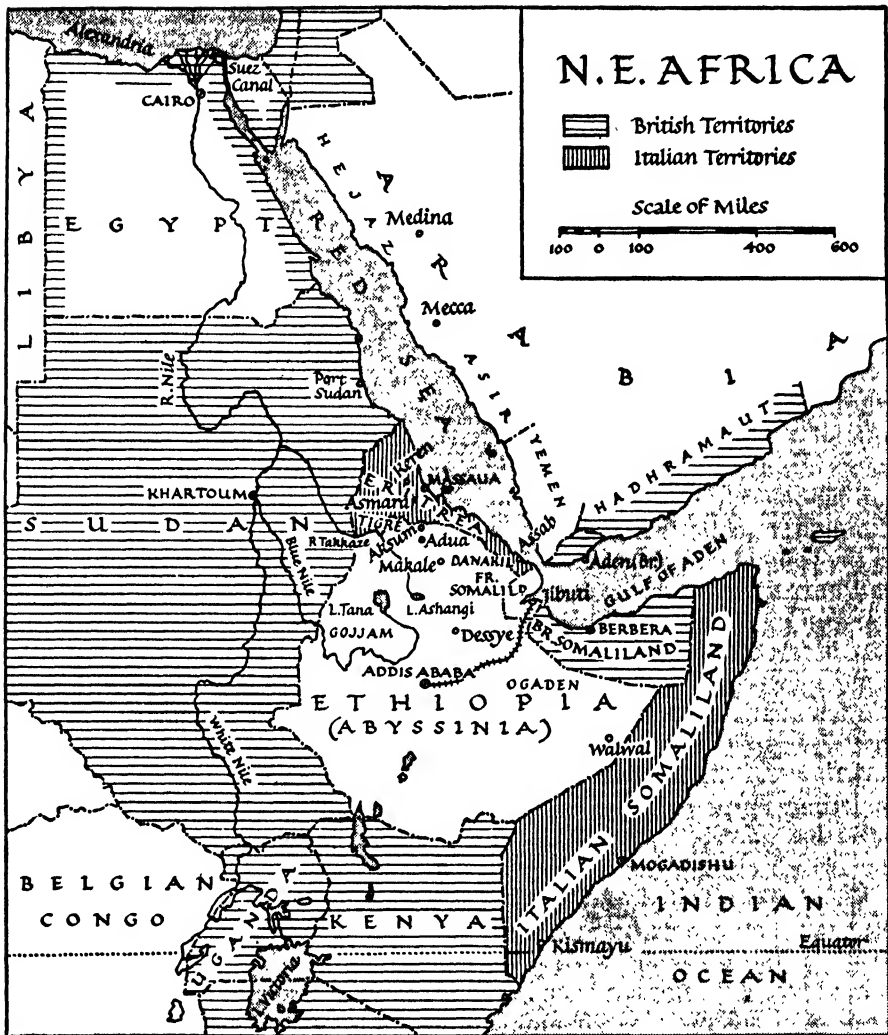 Alexandria
Suez
Canal
CAIRO
N.E. AFRICA
British Territories
Italian Territories
Scale of Miles
100 0 100 400 600
LIBYA
EGYPT
HEJAZ
ARABIA
Medina
RED SEA
Mecca
ASIR
YEMEN
R. Nile
Port
Sudan
HADHRAMAUT
ERITREA
Keren
MASSAUA
KHARTOUM
Asmara
SUDAN
TIGRE
Assab
R Takkaze
Aksum
Adua
Blue Nile
Makale
DANAKIL
Aden (Br.)
GULF OF ADEN
FR.
SOMALILD
Jibuti
L. Tana
L. Ashangi
GOJJAM
Dessye
BR. SOMALILAND
BERBERA
ADDIS ABABA
OGADEN
ETHIOPIA
(ABYSSINIA)
White Nile
Walwal
ITALIAN SOMALILAND
MOGADISHU
BELGIAN
CONGO
UGANDA
KENYA
INDIAN
Kismayu
Equator
OCEAN
L. Victoria